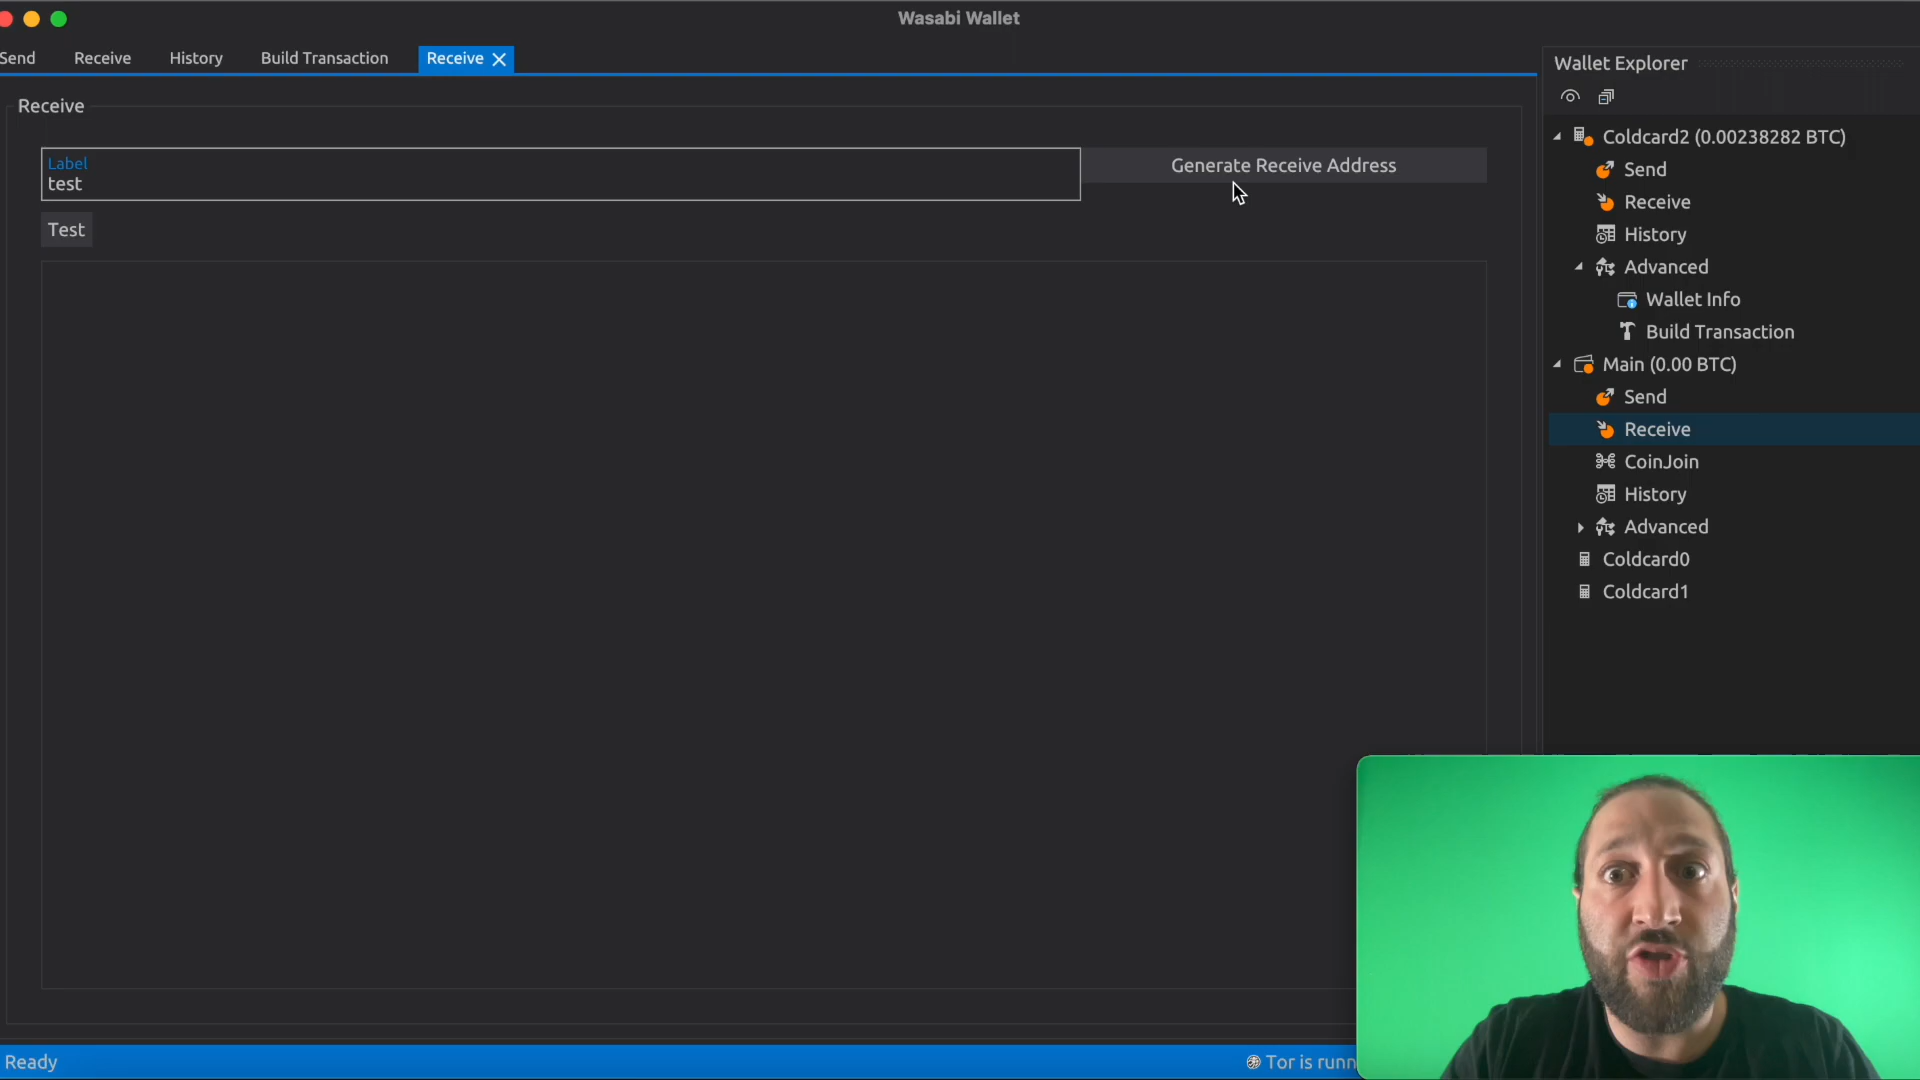 Wasabi Wallet
Send
Receive
History
Build Transaction
Receive
Wallet Explorer
Receive
Label
test
Generate Receive Address
Test
Coldcard2 (0.00238282 BTC)
Send
Receive
History
Advanced
Wallet Info
Build Transaction
Main (0.00 BTC)
Send
Receive
CoinJoin
History
Advanced
Coldcard0
Coldcard1
Ready
Tor is runn